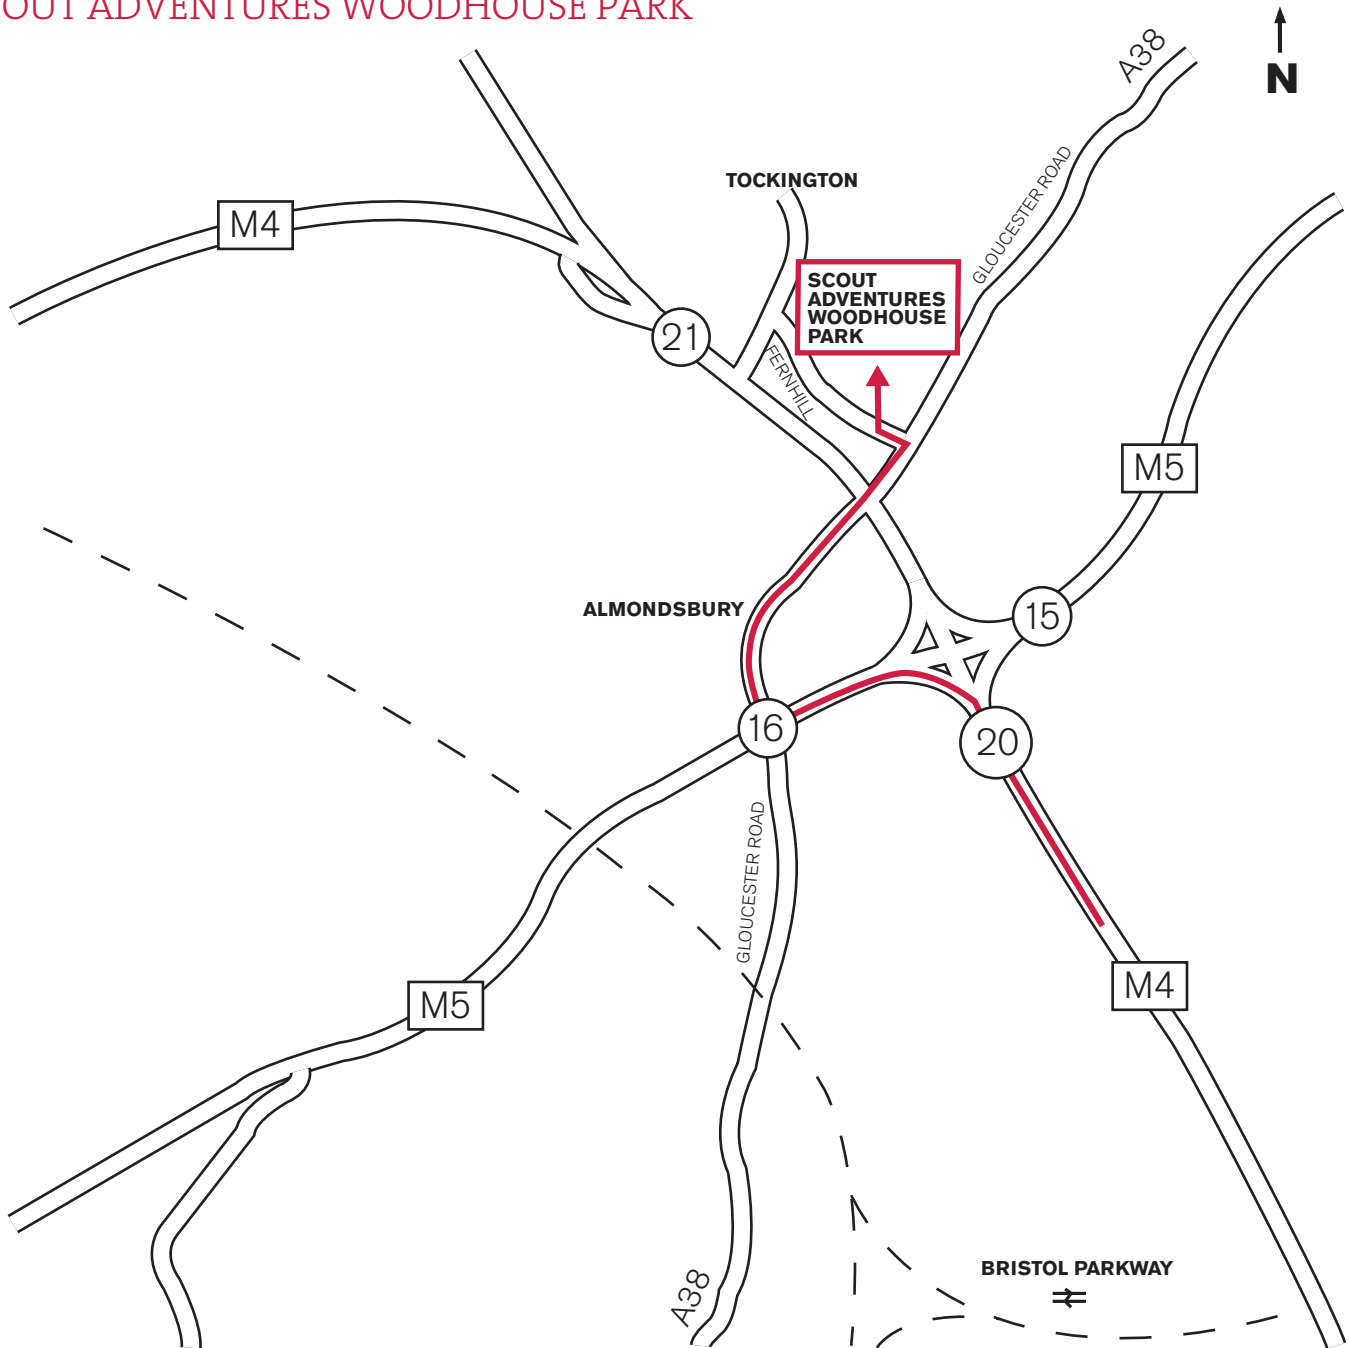 OUT ADVENTURES WOODHOUSE PARK
N
A38
GLOUCESTER ROAD
TOCKINGTON
M4
SCOUT
ADVENTURES
WOODHOUSE
PARK
21
FERNHILL
M5
ALMONDSBURY
15
16
20
GLOUCESTER ROAD
M5
M4
BRISTOL PARKWAY
A38